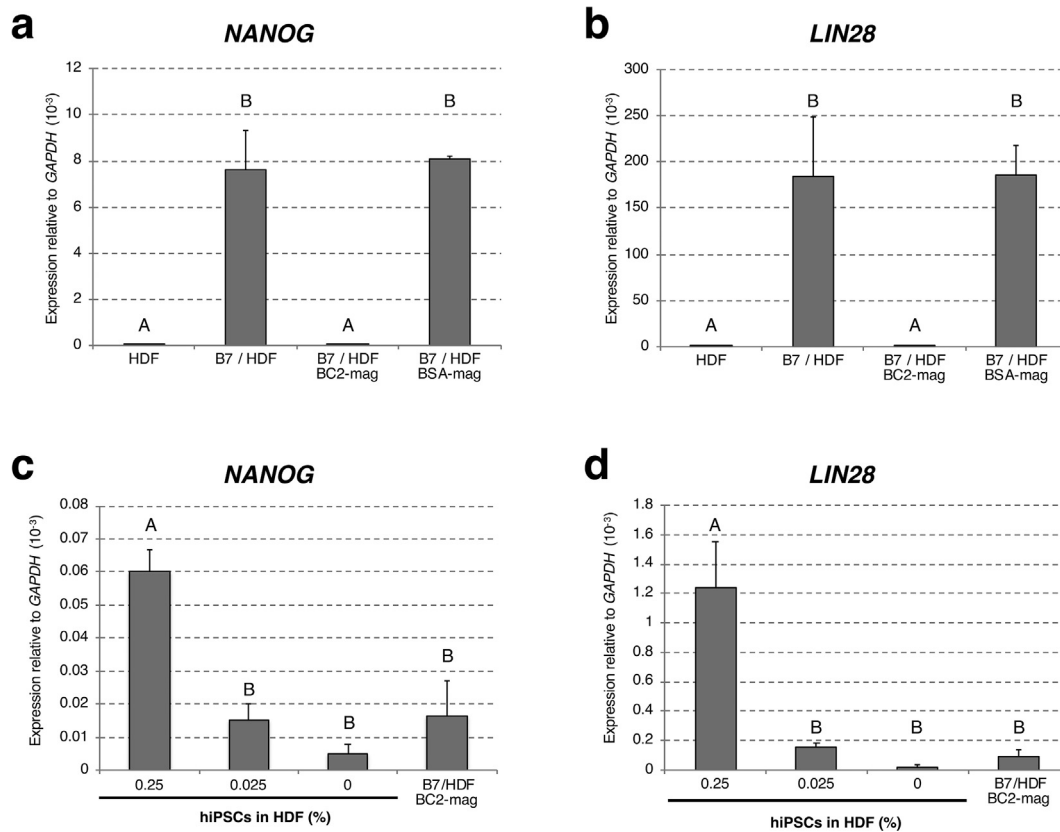 a
NANOG
Expression relative to GAPDH (10⁻³)
12
10
8
6
4
2
0
A
B
A
B
HDF
B7 / HDF
B7 / HDF
BC2-mag
B7 / HDF
BSA-mag
b
LIN28
Expression relative to GAPDH (10⁻³)
300
250
200
150
100
50
0
A
B
A
B
HDF
B7 / HDF
B7 / HDF
BC2-mag
B7 / HDF
BSA-mag
c
NANOG
Expression relative to GAPDH (10⁻³)
0.08
0.07
0.06
0.05
0.04
0.03
0.02
0.01
0
A
B
B
B
0.25
0.025
0
B7/HDF
BC2-mag
hiPSCs in HDF (%)
d
LIN28
Expression relative to GAPDH (10⁻³)
1.8
1.6
1.4
1.2
1
0.8
0.6
0.4
0.2
0
A
B
B
B
0.25
0.025
0
B7/HDF
BC2-mag
hiPSCs in HDF (%)